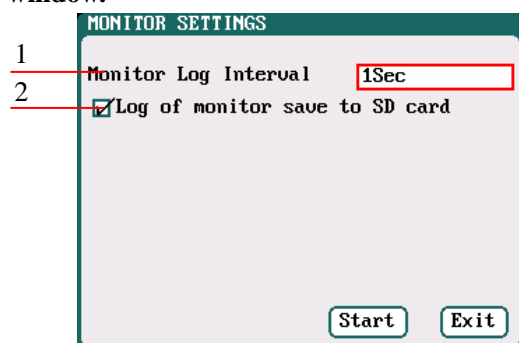 window.
MONITOR SETTINGS
1
Monitor Log Interval 1Sec
2
Log of monitor save to SD card
Start Exit